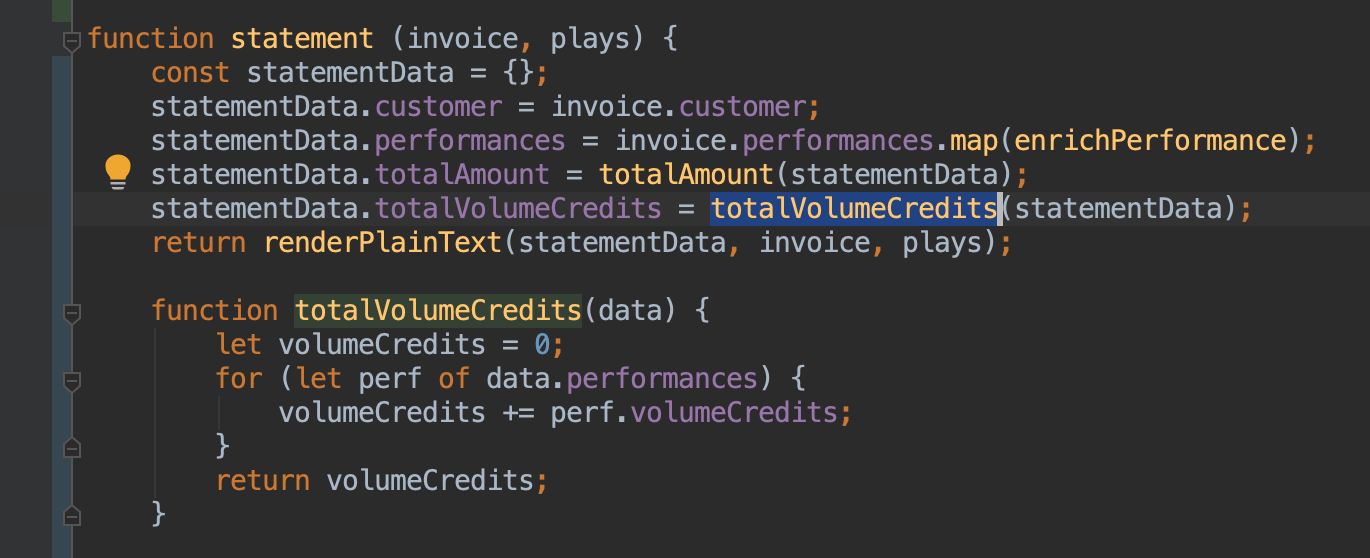 function statement (invoice, plays) {
    const statementData = {};
    statementData.customer = invoice.customer;
    statementData.performances = invoice.performances.map(enrichPerformance);
    statementData.totalAmount = totalAmount(statementData);
    statementData.totalVolumeCredits = totalVolumeCredits(statementData);
    return renderPlainText(statementData, invoice, plays);

    function totalVolumeCredits(data) {
        let volumeCredits = 0;
        for (let perf of data.performances) {
            volumeCredits += perf.volumeCredits;
        }
        return volumeCredits;
    }